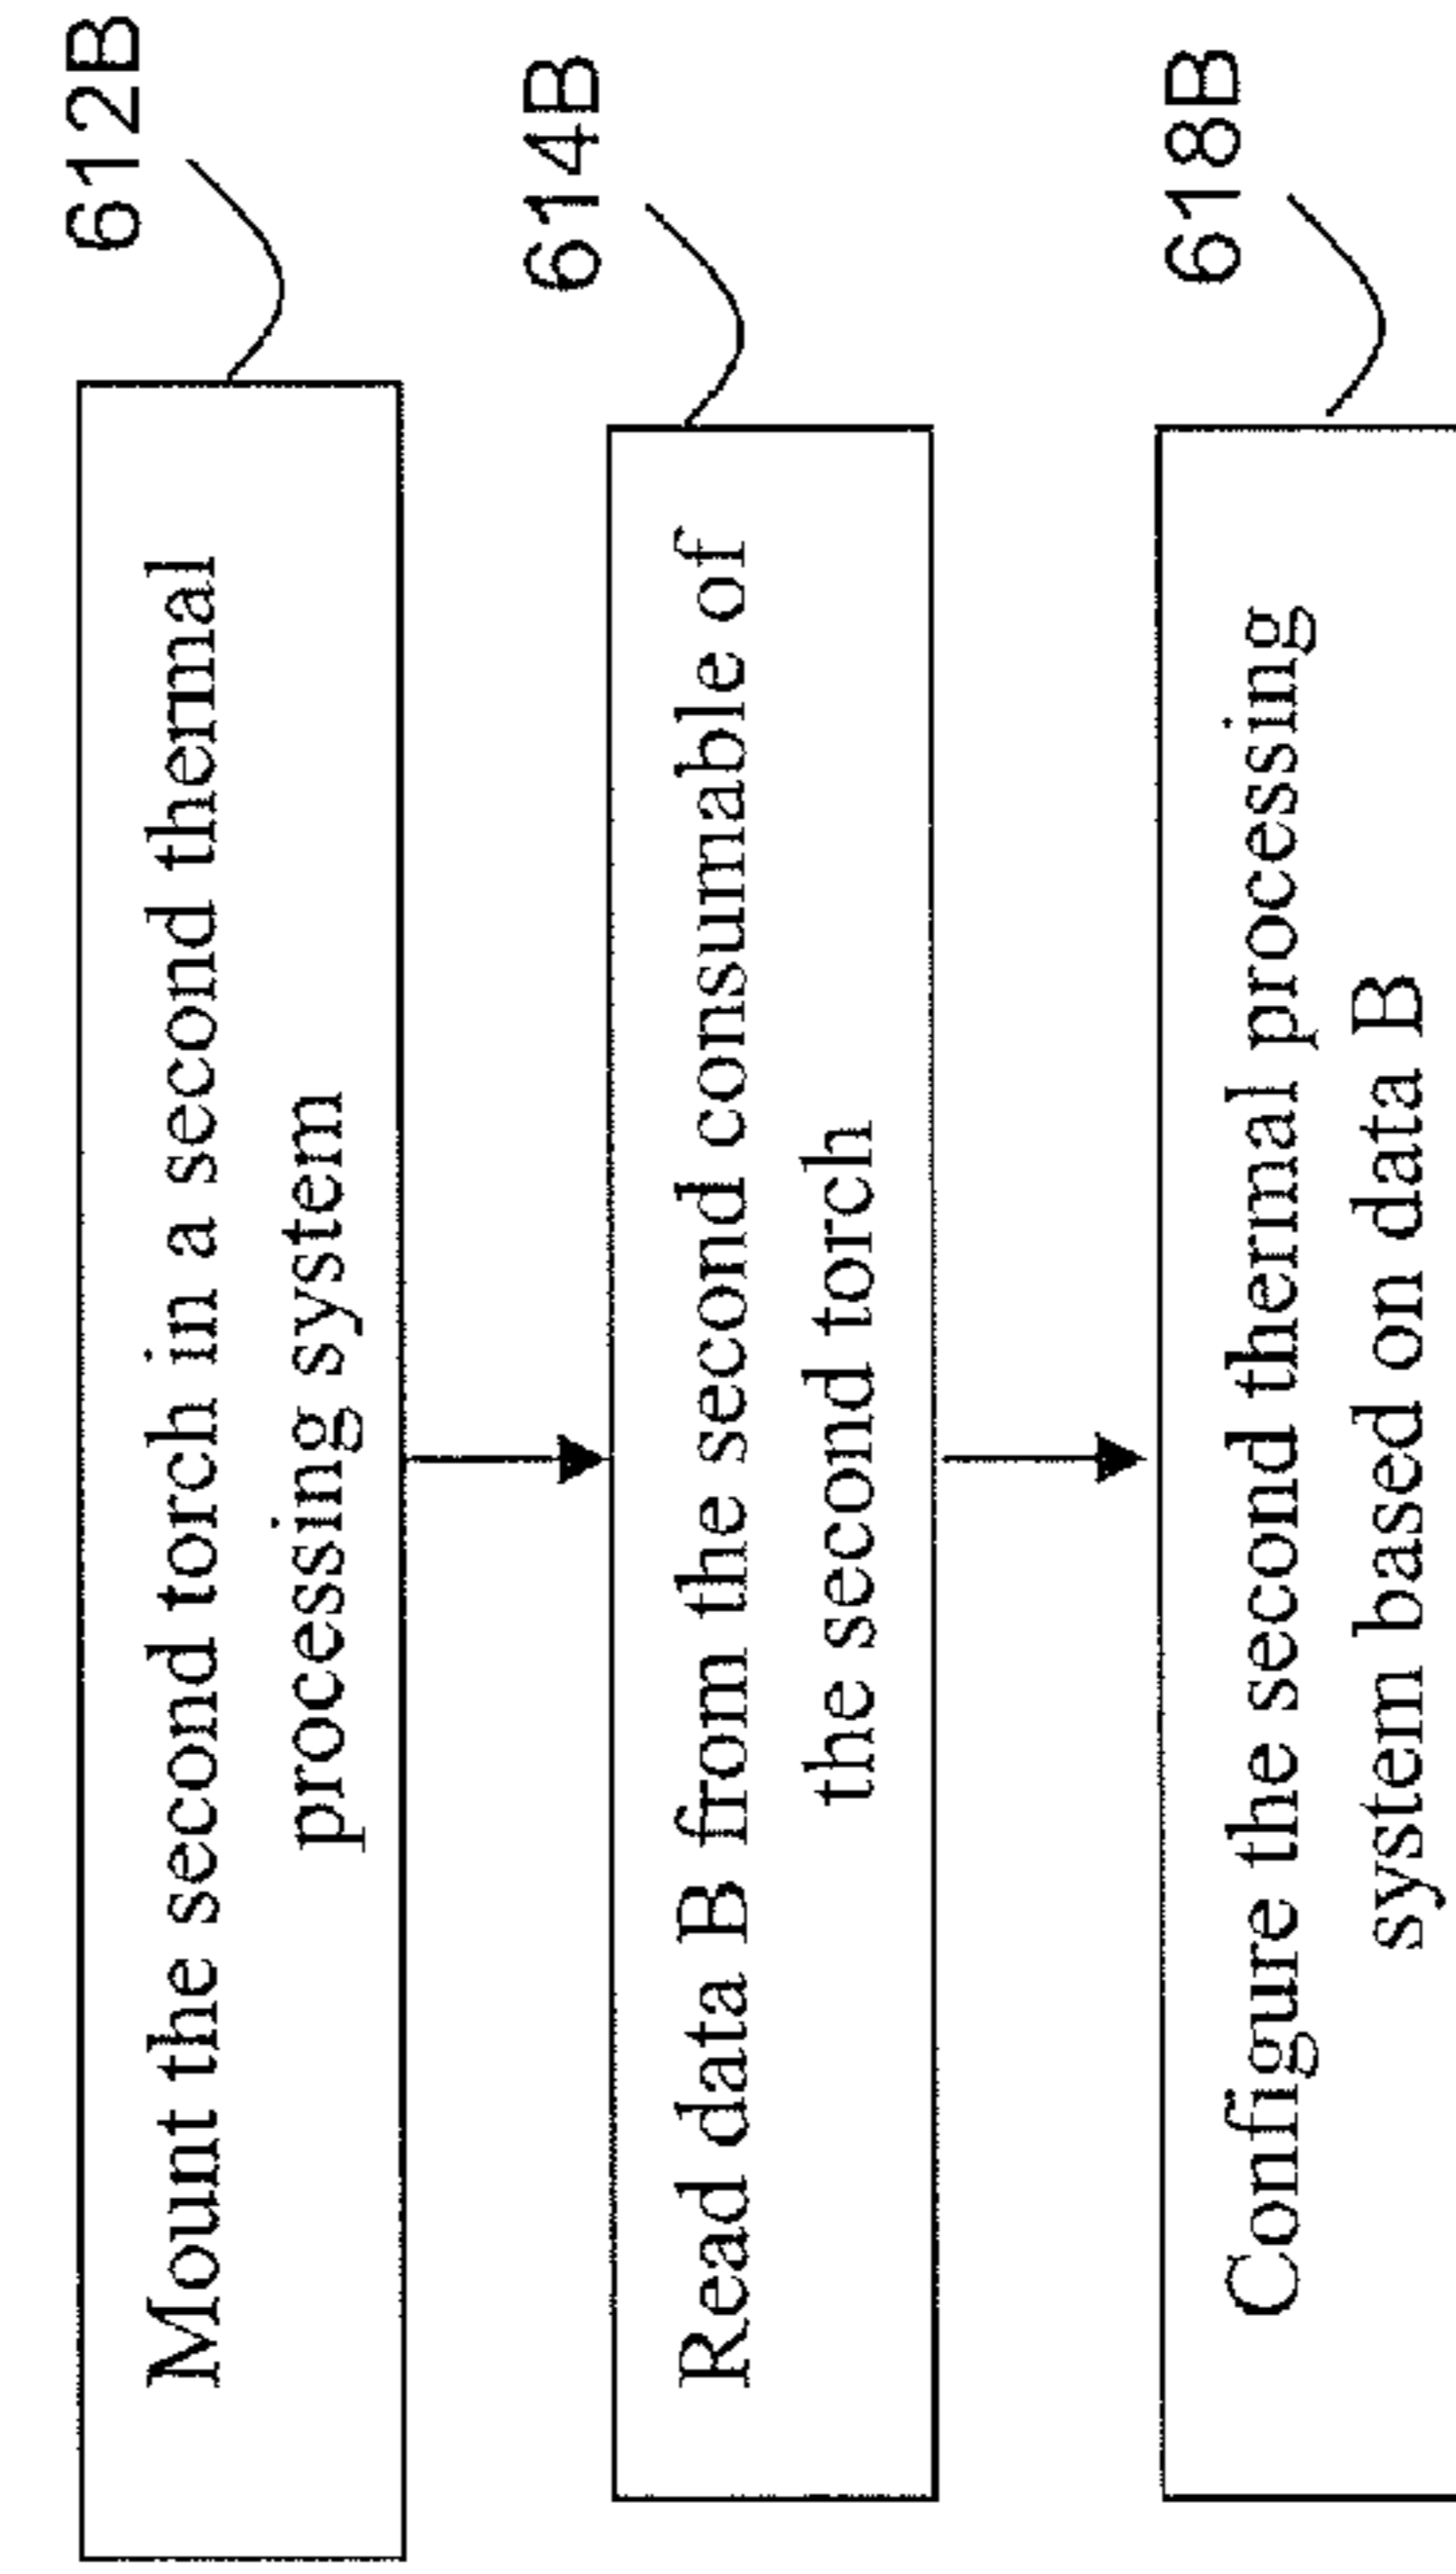 612B
Mount the second torch in a second thermal
processing system
614B
Read data B from the second consumable of
the second torch
618B
Configure the second thermal processing
system based on data B